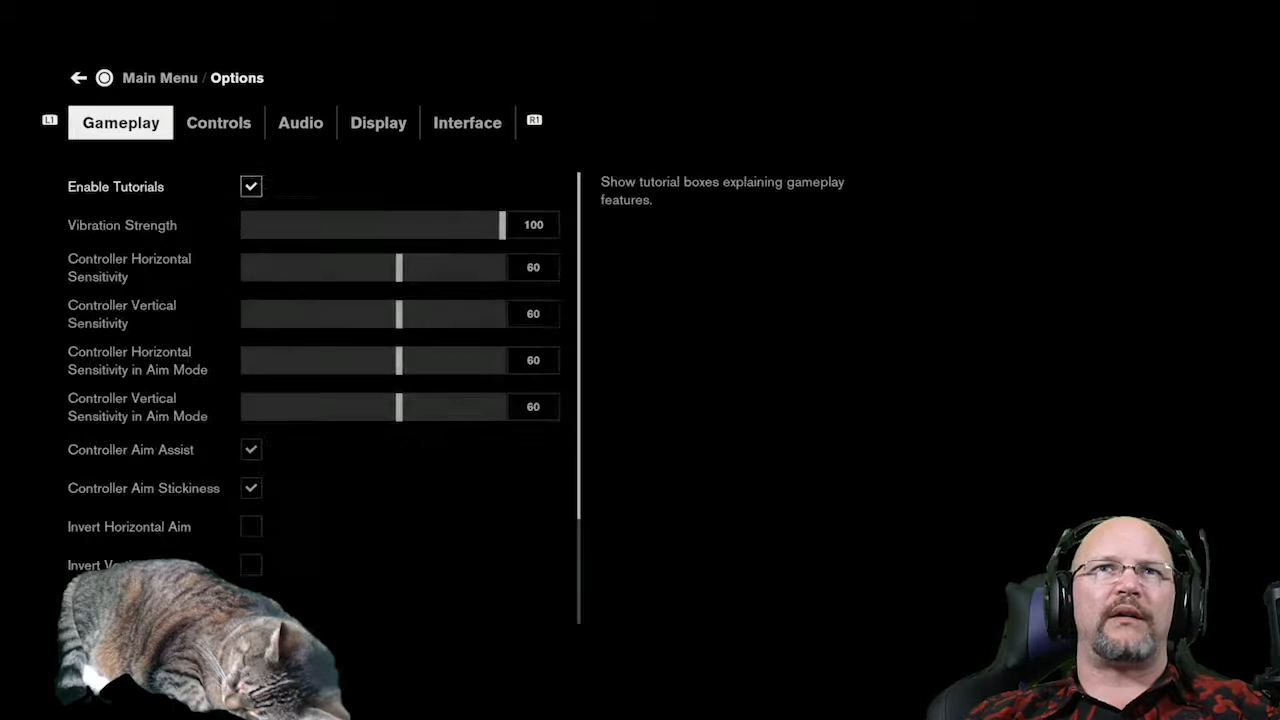 Main Menu / Options
L1 Gameplay Controls Audio Display Interface R1
Enable Tutorials
Show tutorial boxes explaining gameplay
features.
Vibration Strength 100
Controller Horizontal
Sensitivity 60
Controller Vertical
Sensitivity 60
Controller Horizontal
Sensitivity in Aim Mode 60
Controller Vertical
Sensitivity in Aim Mode 60
Controller Aim Assist
Controller Aim Stickiness
Invert Horizontal Aim
Invert